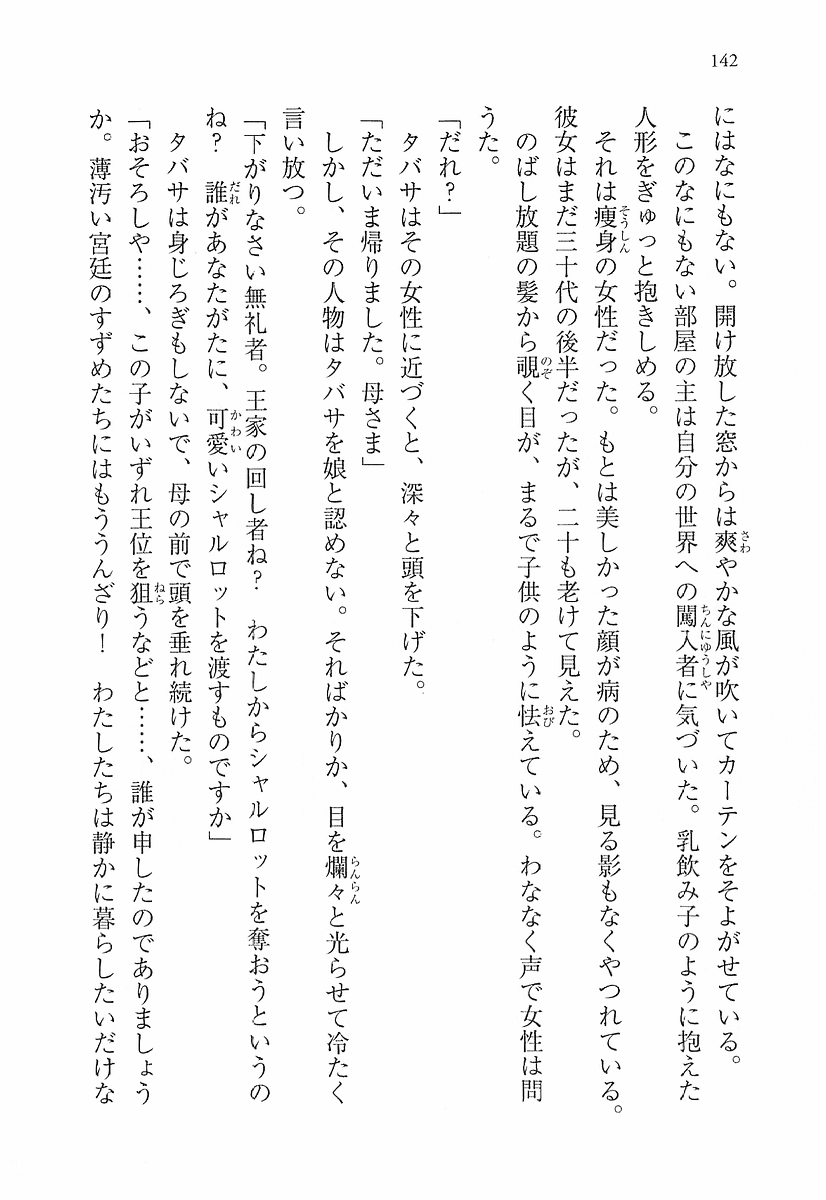 142
にはなにもない。開け放した窓からは爽やかな風が吹いてカーテンをそよがせている。
このなにもない部屋の主は自分の世界への闖入者に気づいた。乳飲み子のように抱えた
人形をぎゅっと抱きしめる。
それは痩身の女性だった。もとは美しかった顔が病のため、見る影もなくやつれている。
彼女はまだ三十代の後半だったが、二十も老けて見えた。
のばし放題の髪から覗く目が、まるで子供のように怯えている。わななく声で女性は問
うた。
「だれ？」
タバサはその女性に近づくと、深々と頭を下げた。
「ただいま帰りました。母さま」
しかし、その人物はタバサを娘と認めない。そればかりか、目を爛々と光らせて冷たく
言い放つ。
「下がりなさい無礼者。王家の回し者ね？　わたしからシャルロットを奪おうというの
ね？　誰があなたがたに、可愛いシャルロットを渡すものですか」
タバサは身じろぎもしないで、母の前で頭を垂れ続けた。
「おそろしや……、この子がいずれ王位を狙うなどと……、誰が申したのでありましょう
か。薄汚い宮廷のすずめたちにはもううんざり！　わたしたちは静かに暮らしたいだけな